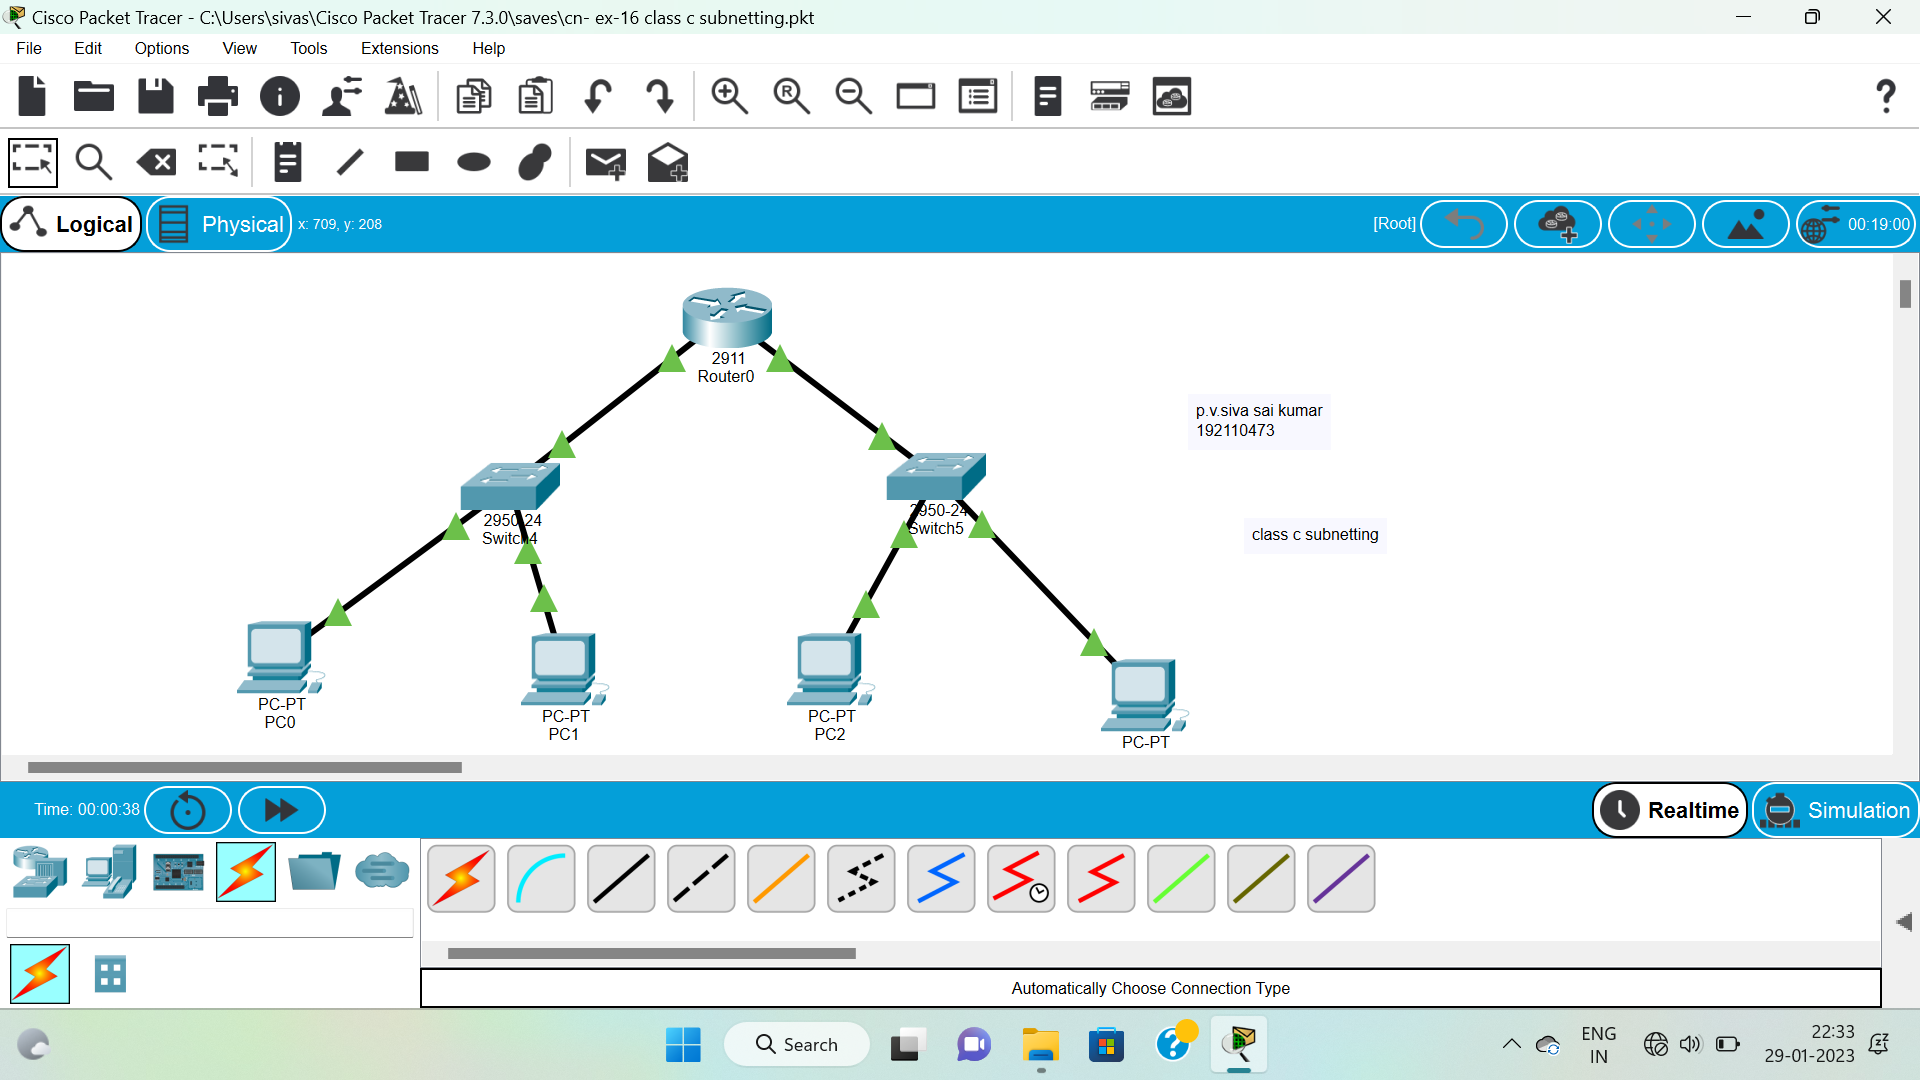 Cisco Packet Tracer - C:\Users\sivas\Cisco Packet Tracer 7.3.0\saves\cn- ex-16 class c subnetting.pkt
File Edit Options View Tools Extensions Help
Logical Physical x: 709, y: 208 [Root] 00:19:00
2911
Router0
p.v.siva sai kumar
192110473
2950-24
Switch4
2950-24
Switch5
class c subnetting
PC-PT
PC0
PC-PT
PC1
PC-PT
PC2
PC-PT
Time: 00:00:38 Realtime Simulation
Automatically Choose Connection Type
Search
ENG
IN
22:33
29-01-2023